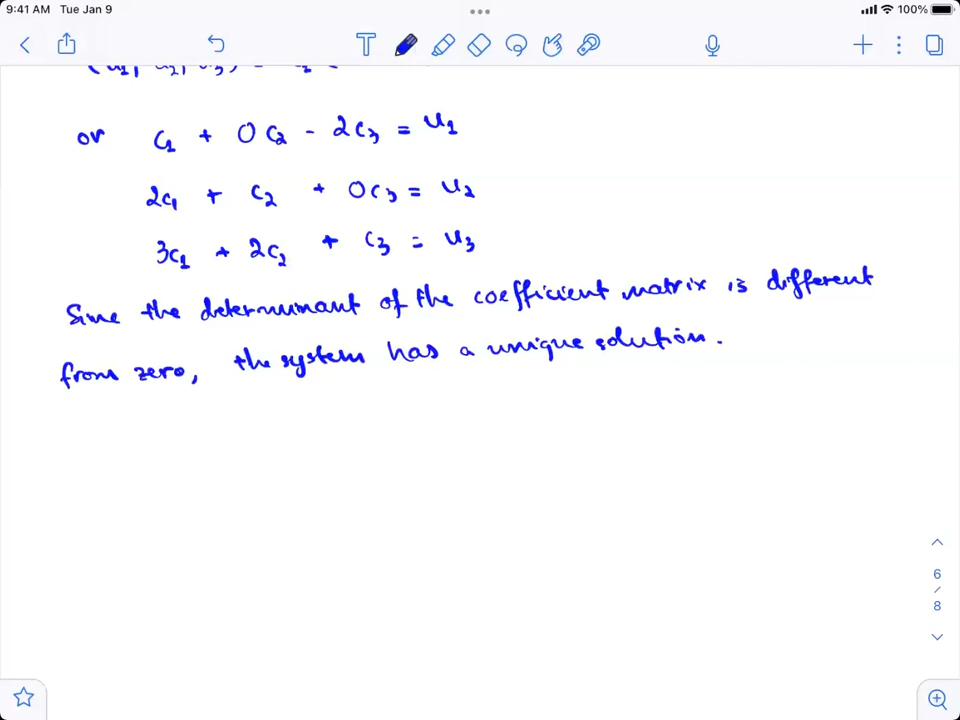 9:41 AM Tue Jan 9
100%
or c₁ + 0c₂ - 2c₃ = u₁
2c₁ + c₂ + 0c₃ = u₂
3c₁ + 2c₂ + c₃ = u₃
Since the determinant of the coefficient matrix is different
from zero, the system has a unique solution.
6
/
8